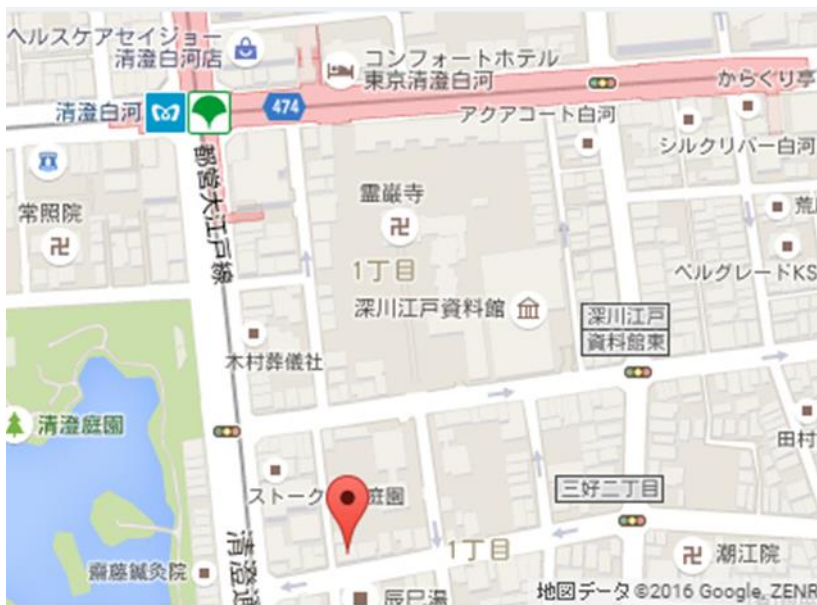 ヘルスケアセイジョー
清澄白河店
コンフォートホテル
東京清澄白河
からくり亭
清澄白河
474
アクアコート白河
シルクリバー白河
都営大江戸線
常照院
霊巌寺
荒
1丁目
ベルグレードKS
深川江戸資料館
深川江戸
資料館東
木村葬儀社
清澄庭園
田村
ストーク
庭園
三好二丁目
清澄通
1丁目
潮江院
齋藤鍼灸院
辰巳湯
地図データ ©2016 Google, ZENR